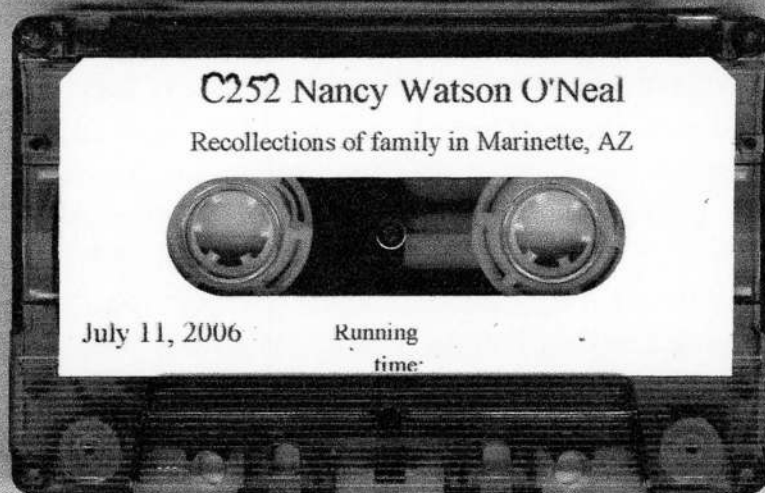 C252 Nancy Watson O'Neal
Recollections of family in Marinette, AZ
July 11, 2006 Running
time: